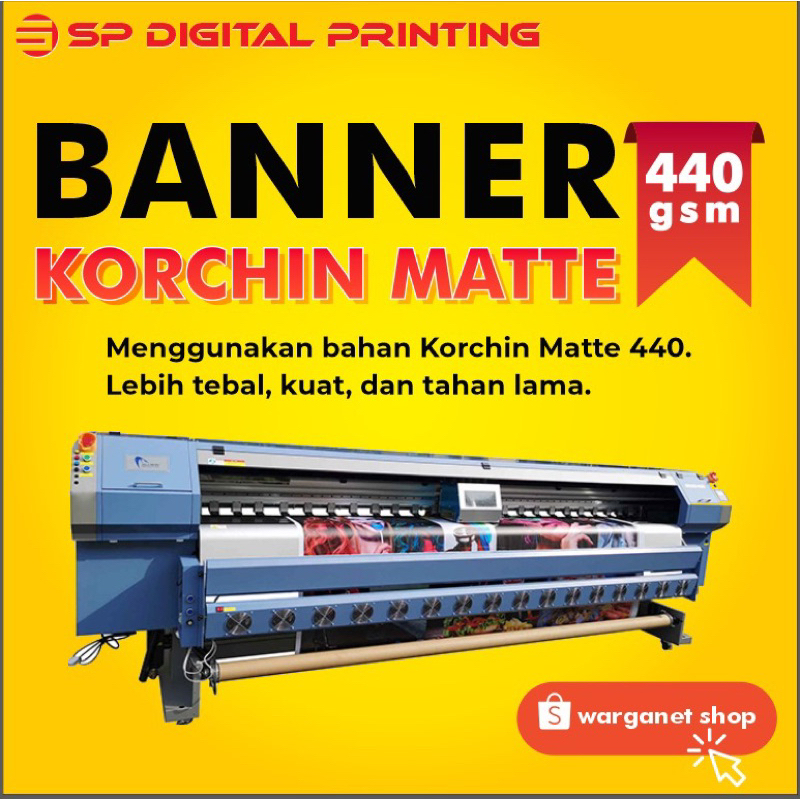 SP DIGITAL PRINTING
BANNER
440
gsm
KORCHIN MATTE
Menggunakan bahan Korchin Matte 440.
Lebih tebal, kuat, dan tahan lama.
S warganet shop